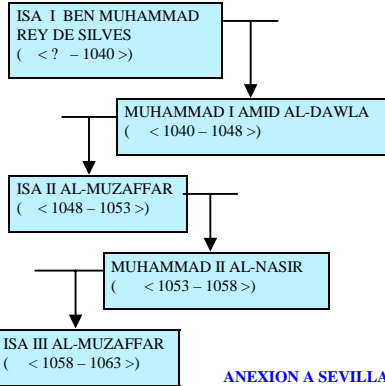 ISA I BEN MUHAMMAD
REY DE SILVES
( < ? – 1040 >)
MUHAMMAD I AMID AL-DAWLA
( < 1040 – 1048 >)
ISA II AL-MUZAFFAR
( < 1048 – 1053 >)
MUHAMMAD II AL-NASIR
( < 1053 – 1058 >)
ISA III AL-MUZAFFAR
( < 1058 – 1063 >)
ANEXION A SEVILLA